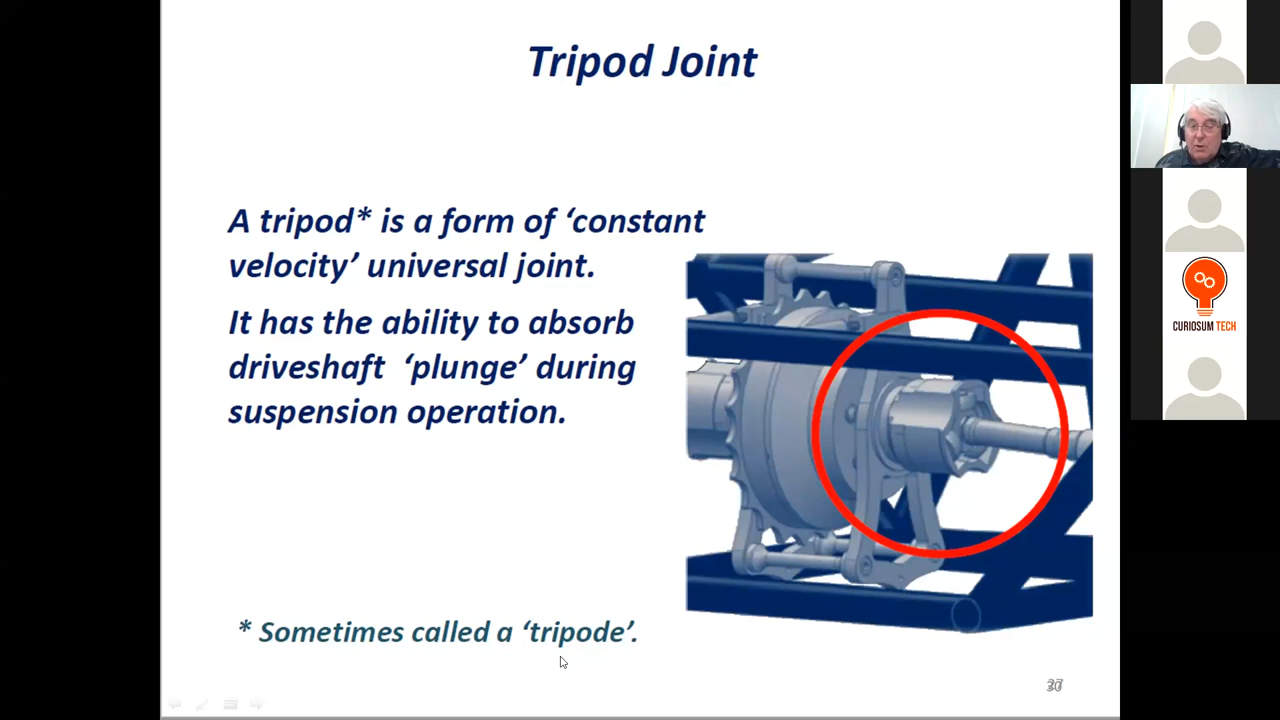 Tripod Joint
A tripod* is a form of ‘constant
velocity’ universal joint.
It has the ability to absorb
driveshaft ‘plunge’ during
suspension operation.
* Sometimes called a ‘tripode’.
CURIOSUM TECH